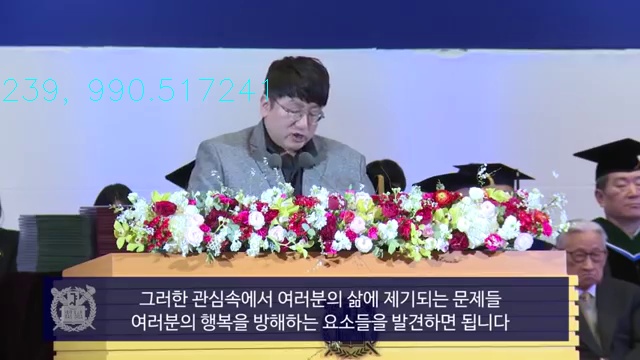 239, 990.517241
그러한 관심속에서 여러분의 삶에 제기되는 문제들
여러분의 행복을 방해하는 요소들을 발견하면 됩니다